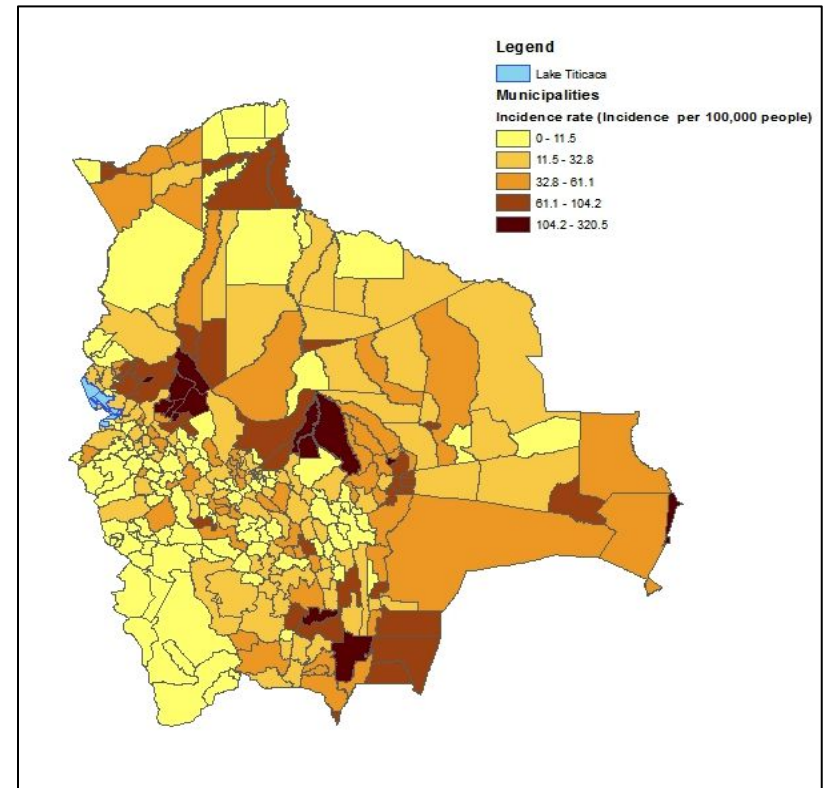 Legend
Lake Titicaca
Municipalities
Incidence rate (Incidence per 100,000 people)
0 - 11.5
11.5 - 32.8
32.8 - 61.1
61.1 - 104.2
104.2 - 320.5